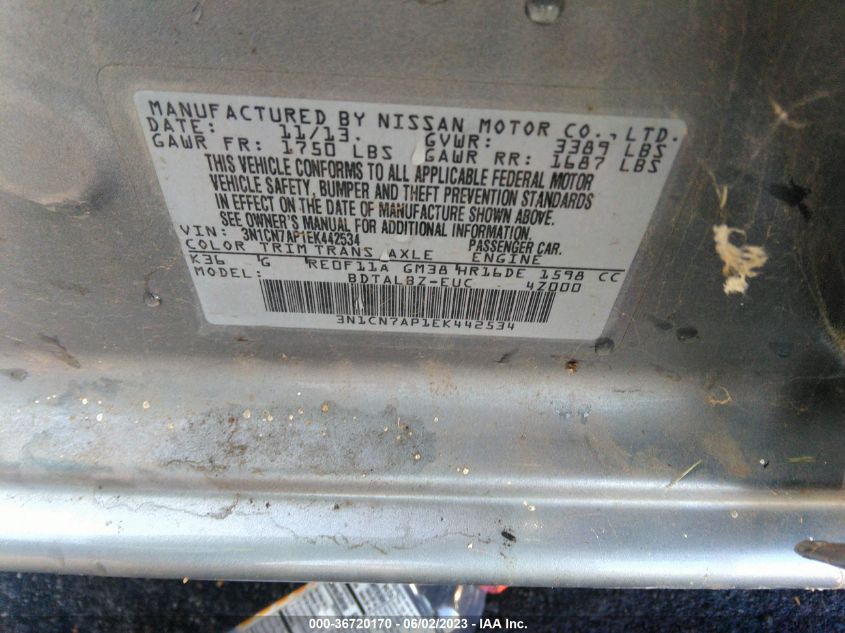 MANUFACTURED BY NISSAN MOTOR CO., LTD.
DATE: 11/13. GVWR: 3389 LBS
GAWR FR: 1750 LBS GAWR RR: 1687 LBS
THIS VEHICLE CONFORMS TO ALL APPLICABLE FEDERAL MOTOR
VEHICLE SAFETY, BUMPER AND THEFT PREVENTION STANDARDS
IN EFFECT ON THE DATE OF MANUFACTURE SHOWN ABOVE.
SEE OWNER'S MANUAL FOR ADDITIONAL INFORMATION.
VIN: 3N1CN7AP1EK442534 PASSENGER CAR.
COLOR TRIM TRANS AXLE ENGINE
K36 G RE0F11A GM38 HR16DE 1598 CC
MODEL: BDTALBZ-EUC 4Z000
3N1CN7AP1EK442534
000-36720170 - 06/02/2023 - IAA Inc.